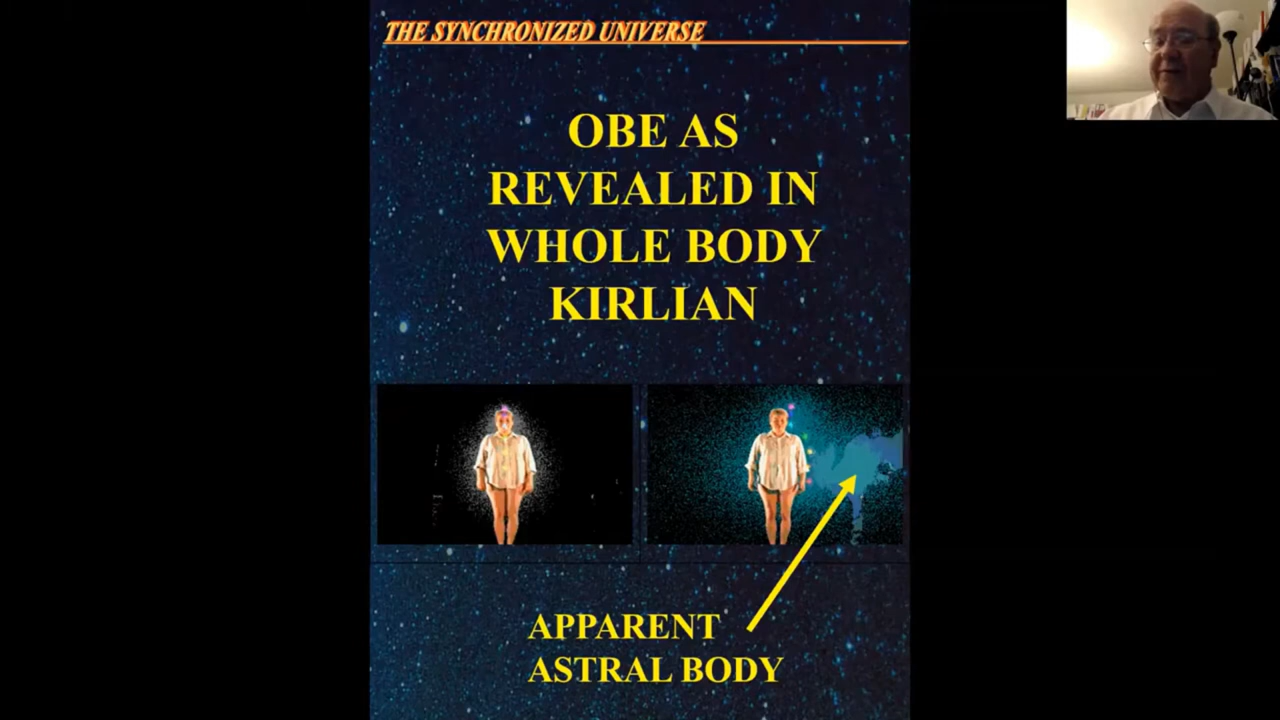 THE SYNCHRONIZED UNIVERSE
OBE AS
REVEALED IN
WHOLE BODY
KIRLIAN
APPARENT
ASTRAL BODY